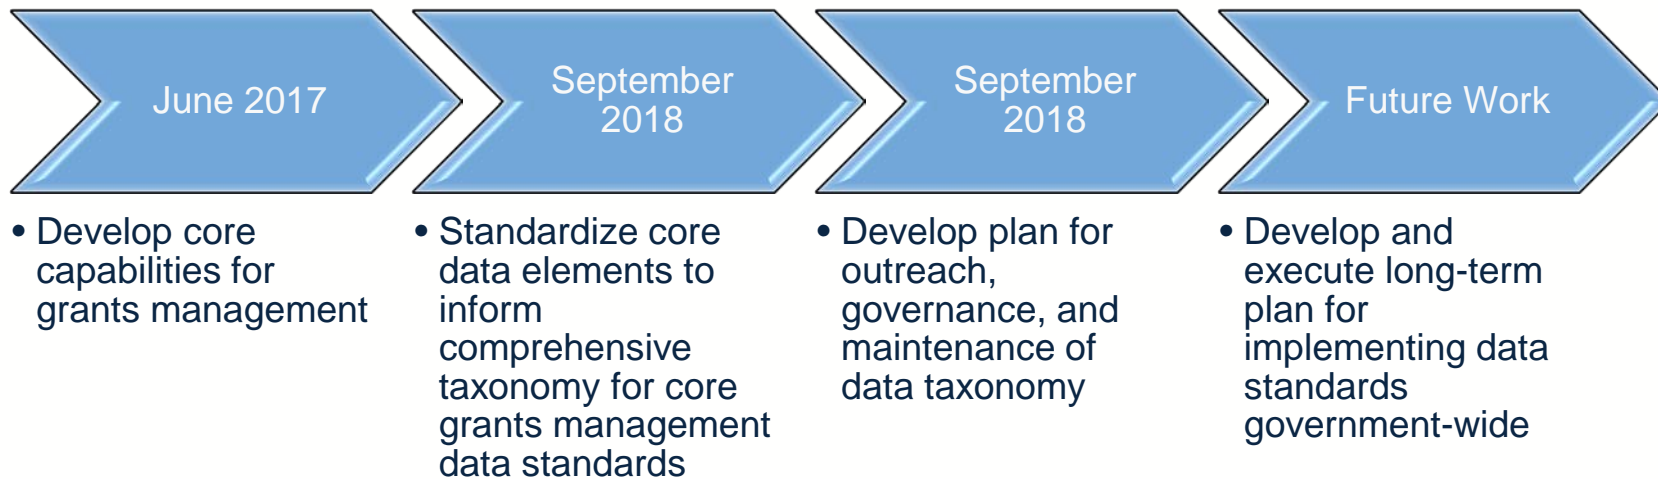 June 2017
September
2018
September
2018
Future Work
• Develop core
capabilities for
grants management
• Standardize core
data elements to
inform
comprehensive
taxonomy for core
grants management
data standards
• Develop plan for
outreach,
governance, and
maintenance of
data taxonomy
• Develop and
execute long-term
plan for
implementing data
standards
government-wide